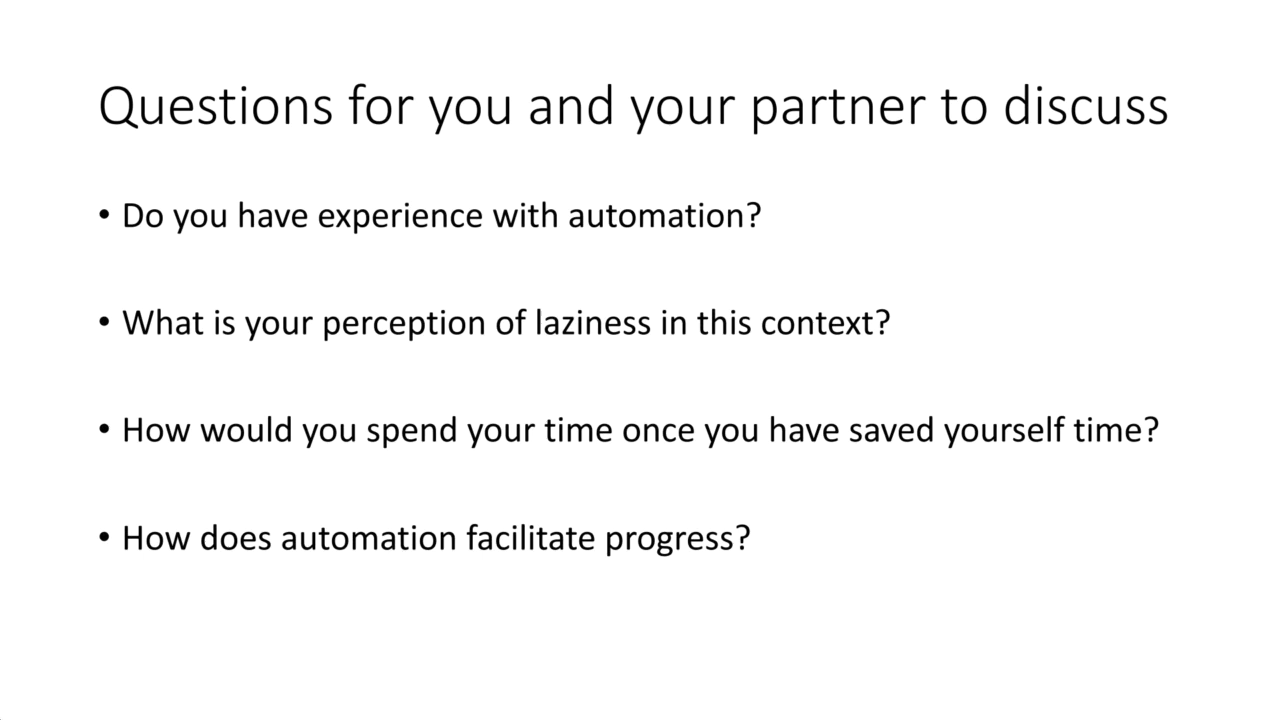 Questions for you and your partner to discuss
• Do you have experience with automation?
• What is your perception of laziness in this context?
• How would you spend your time once you have saved yourself time?
• How does automation facilitate progress?